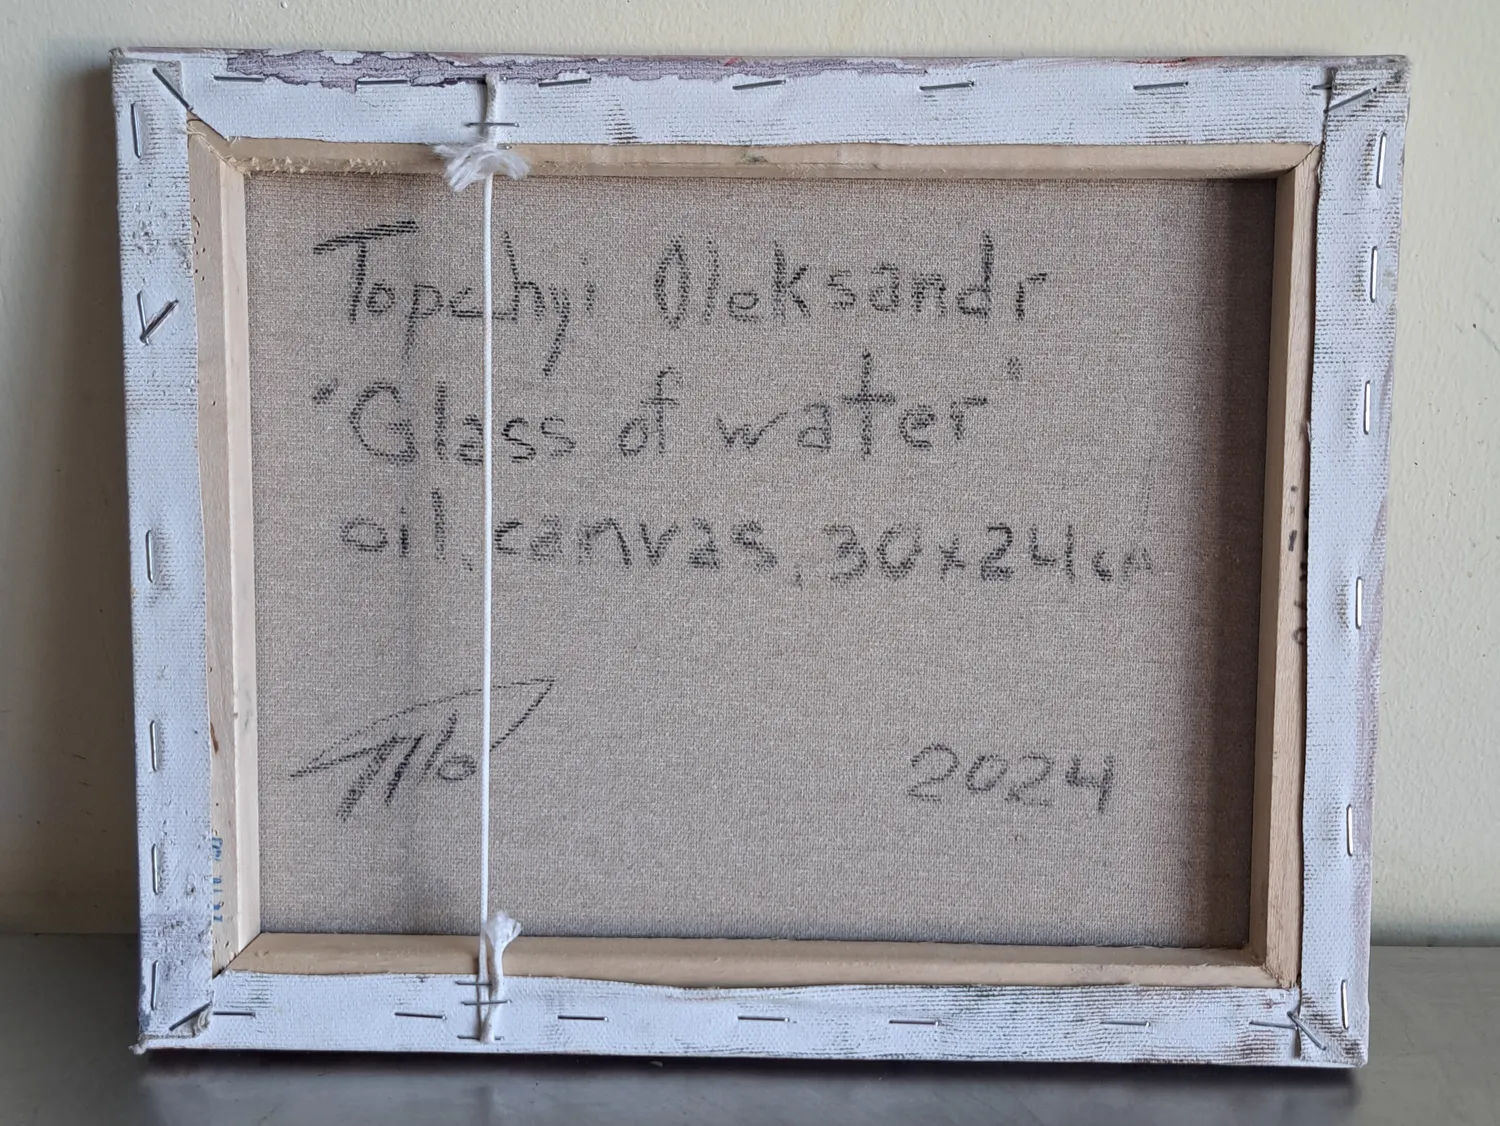 Topchyi Oleksandr
"Glass of water"
oil, canvas, 30x24cm
2024